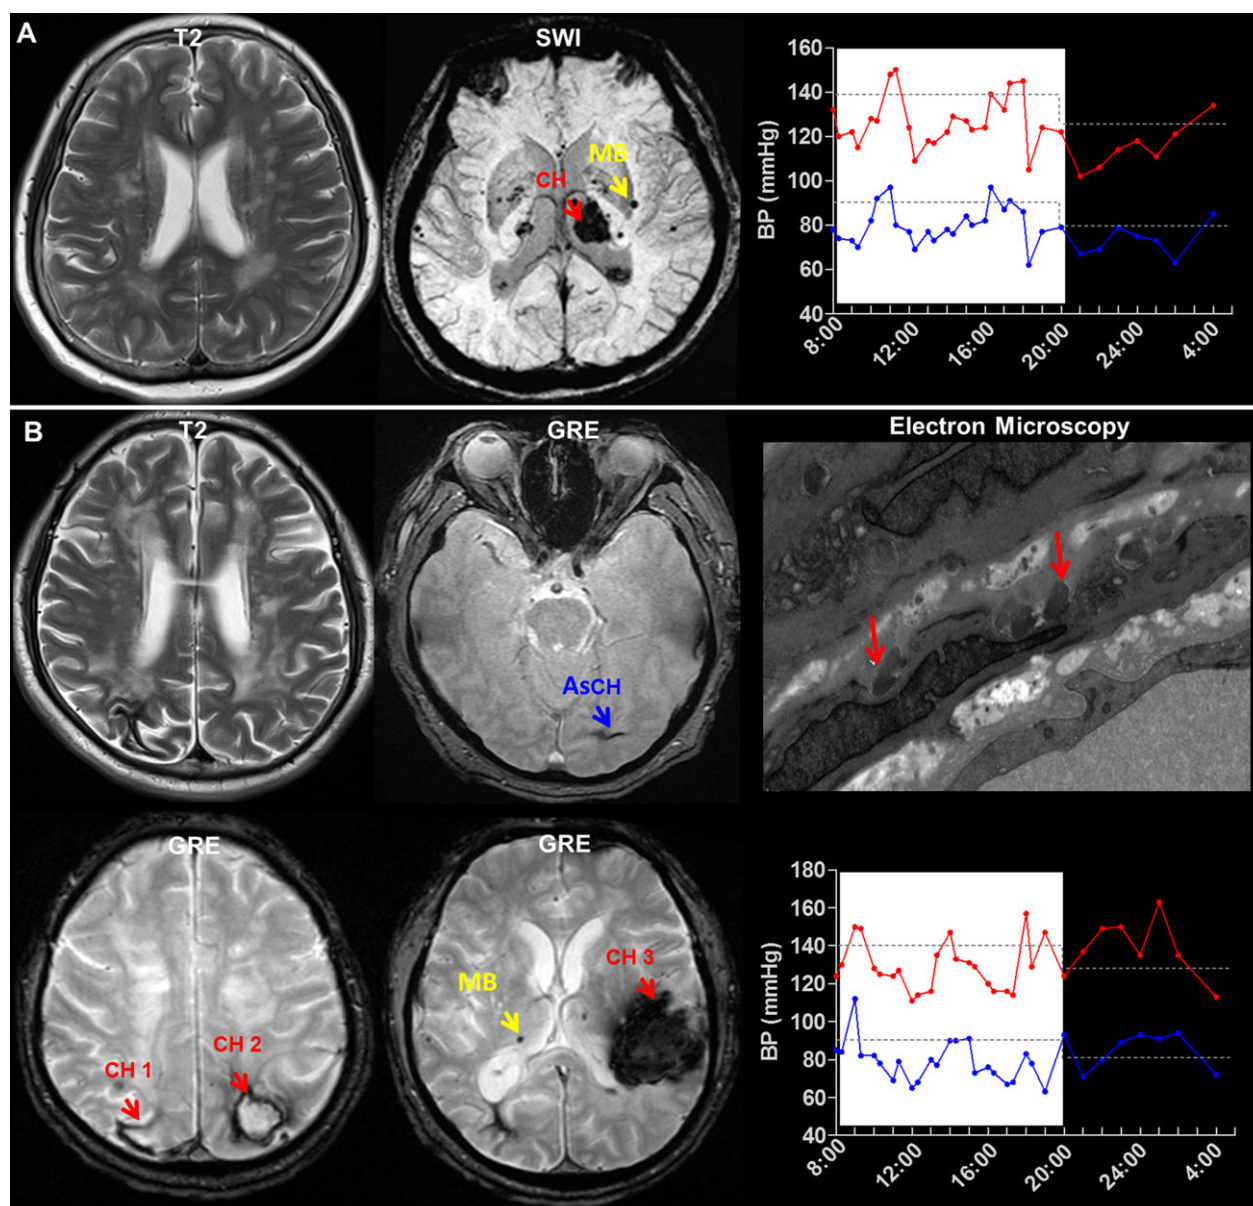 A
T2
SWI
CH
MB
BP (mmHg)
160
140
120
100
80
60
40
8:00
12:00
16:00
20:00
24:00
4:00
B
T2
GRE
AsCH
Electron Microscopy
GRE
CH 1
CH 2
GRE
MB
CH 3
BP (mmHg)
180
160
140
120
100
80
60
40
8:00
12:00
16:00
20:00
24:00
4:00